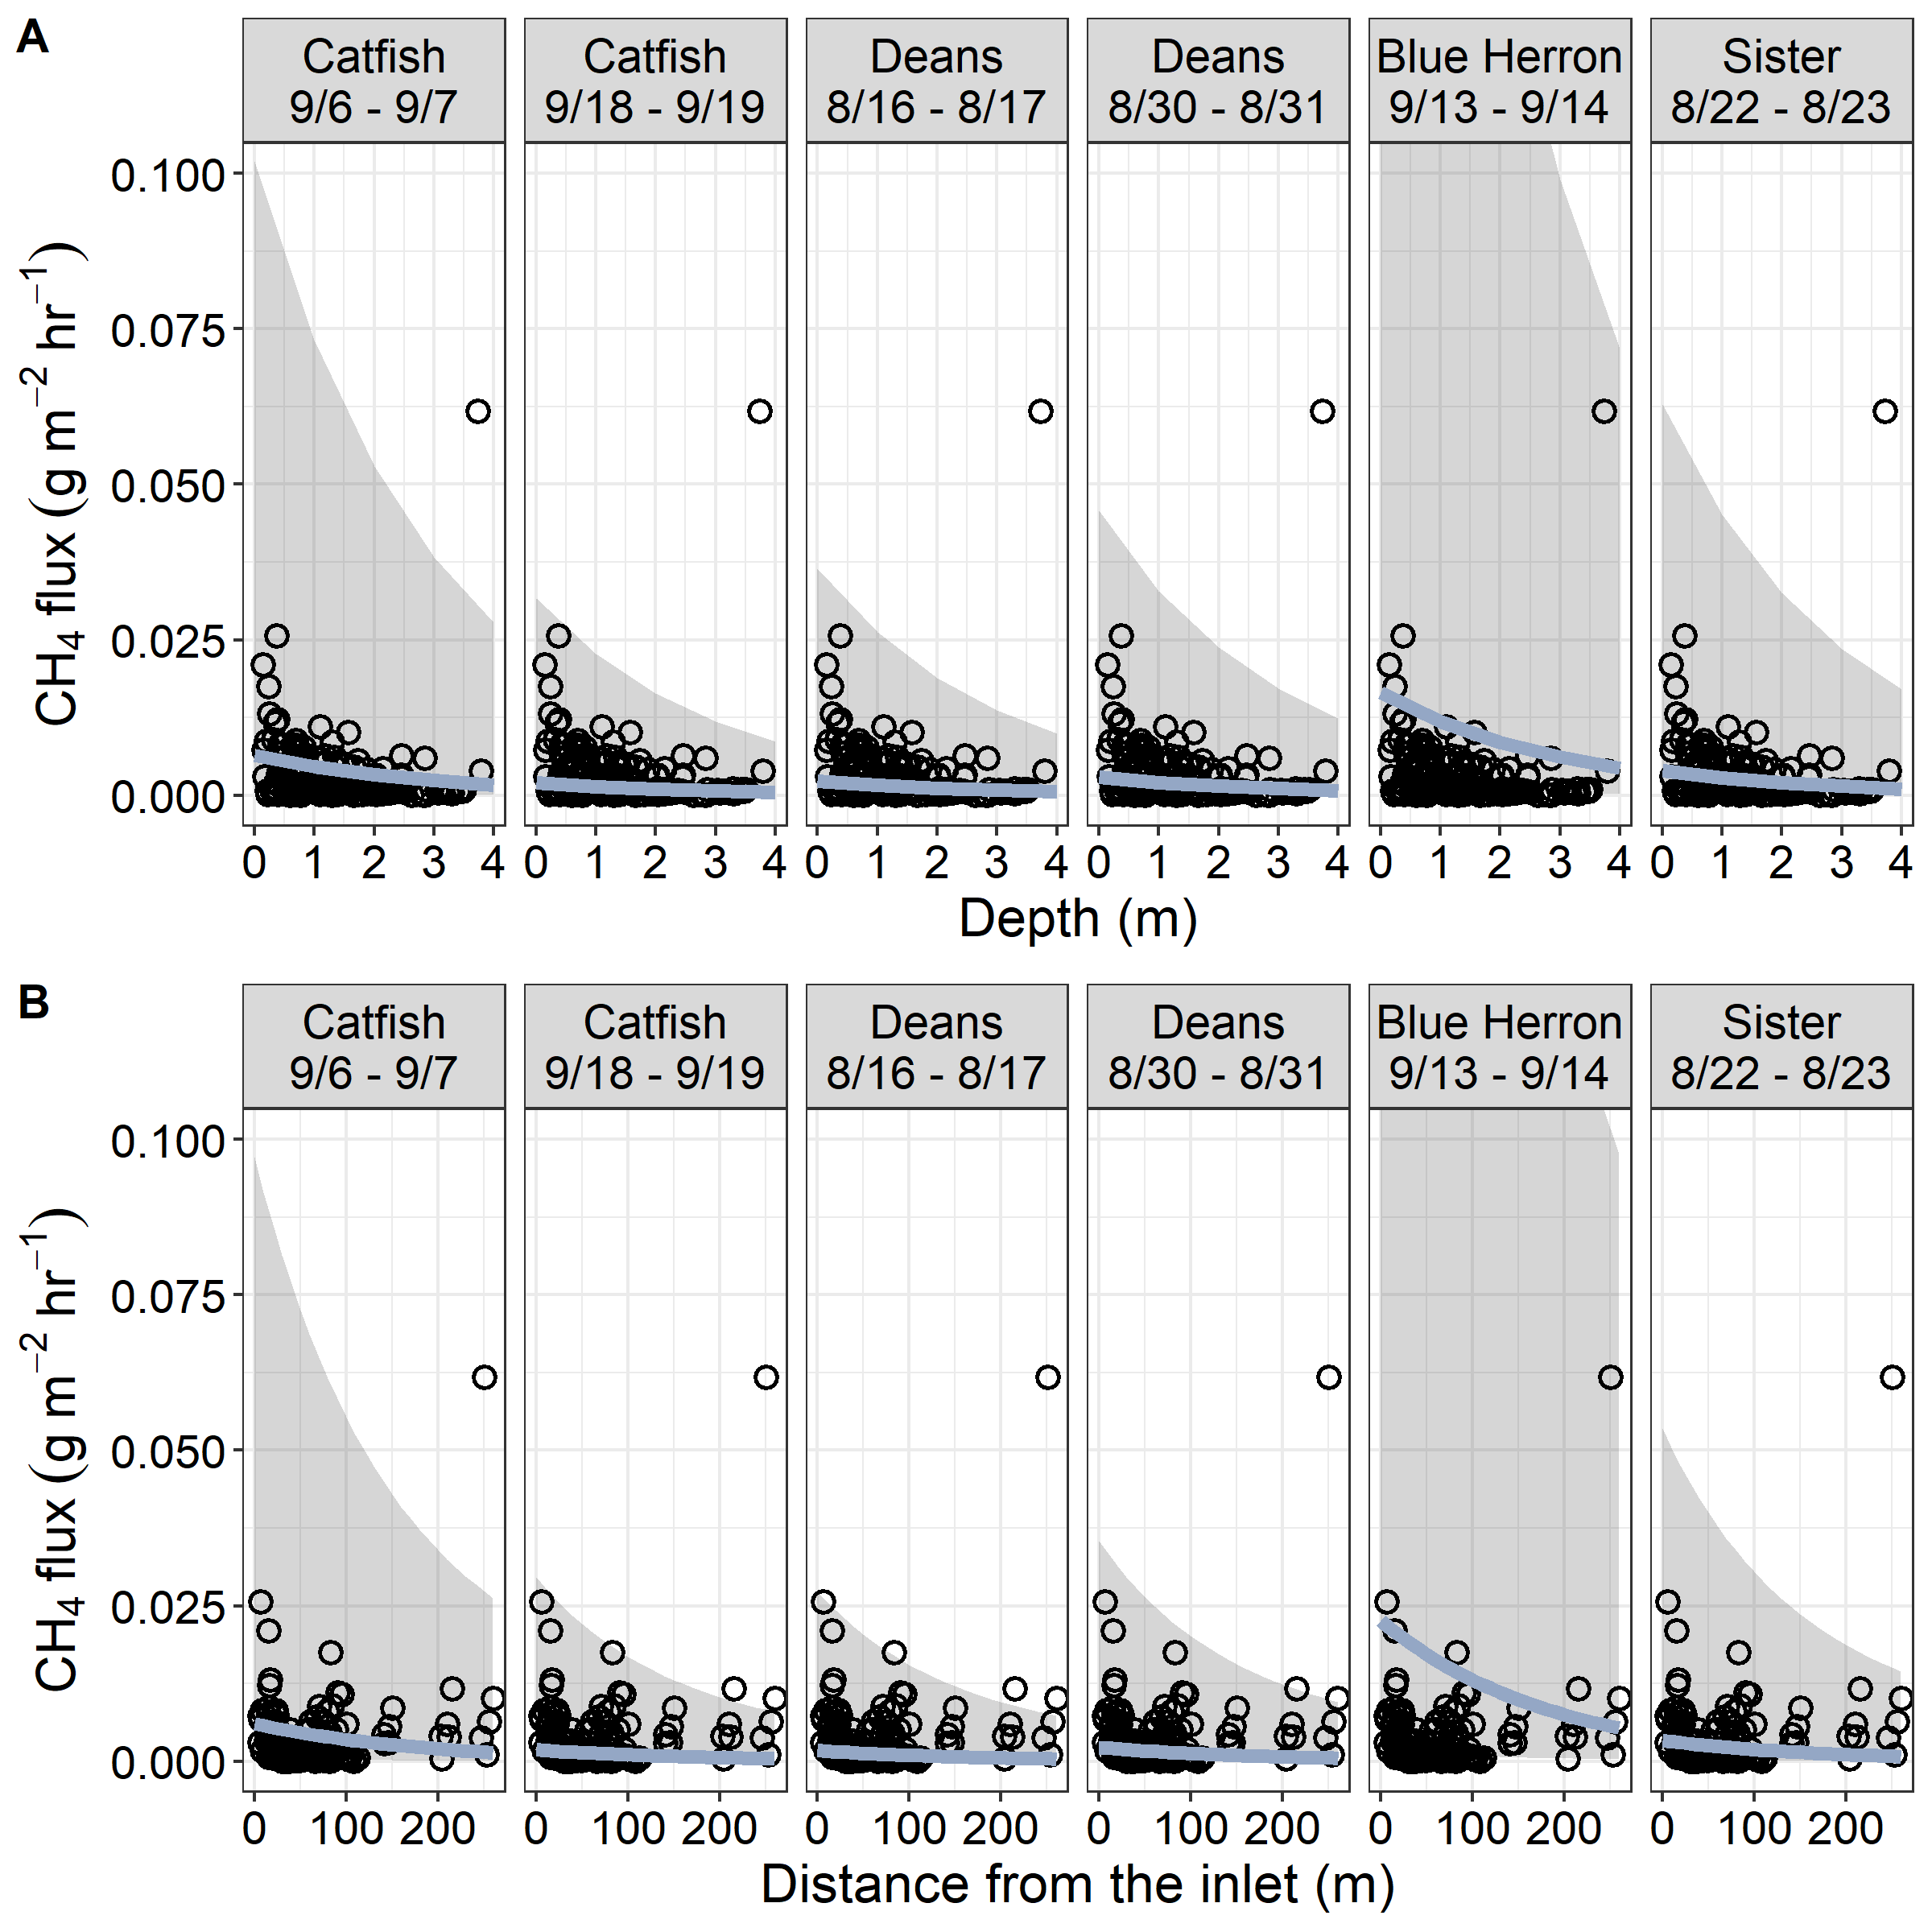 A
Catfish
9/6 - 9/7
Catfish
9/18 - 9/19
Deans
8/16 - 8/17
Deans
8/30 - 8/31
Blue Herron
9/13 - 9/14
Sister
8/22 - 8/23
CH₄ flux (g m⁻² hr⁻¹)
0.100
0.075
0.050
0.025
0.000
0 1 2 3 4 0 1 2 3 4 0 1 2 3 4 0 1 2 3 4 0 1 2 3 4 0 1 2 3 4
Depth (m)
B
Catfish
9/6 - 9/7
Catfish
9/18 - 9/19
Deans
8/16 - 8/17
Deans
8/30 - 8/31
Blue Herron
9/13 - 9/14
Sister
8/22 - 8/23
CH₄ flux (g m⁻² hr⁻¹)
0.100
0.075
0.050
0.025
0.000
0 100 200 0 100 200 0 100 200 0 100 200 0 100 200 0 100 200
Distance from the inlet (m)